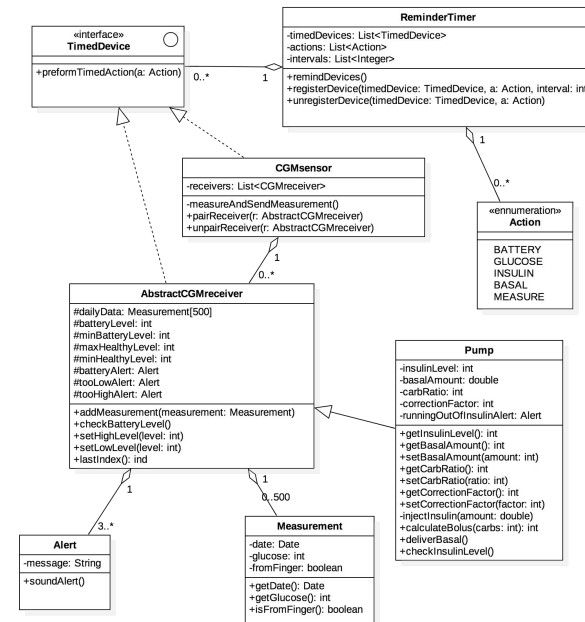 «interface»
TimedDevice
+preformTimedAction(a: Action)
0..*
1
ReminderTimer
-timedDevices: List<TimedDevice>
-actions: List<Action>
-intervals: List<Integer>
+remindDevices()
+registerDevice(timedDevice: TimedDevice, a: Action, interval: int
+unregisterDevice(timedDevice: TimedDevice, a: Action)
1
0..*
«ennumeration»
Action
BATTERY
GLUCOSE
INSULIN
BASAL
MEASURE
CGMsensor
-receivers: List<CGMreceiver>
-measureAndSendMeasurement()
+pairReceiver(r: AbstractCGMreceiver)
+unpairReceiver(r: AbstractCGMreceiver)
1
0..*
AbstractCGMreceiver
#dailyData: Measurement[500]
#batteryLevel: int
#minBatteryLevel: int
#maxHealthyLevel: int
#minHealthyLevel: int
#batteryAlert: Alert
#tooLowAlert: Alert
#tooHighAlert: Alert
+addMeasurement(measurement: Measurement)
+checkBatteryLevel()
+setHighLevel(level: int)
+setLowLevel(level: int)
+lastIndex(): ind
Pump
-insulinLevel: int
-basalAmount: double
-carbRatio: int
-correctionFactor: int
-runningOutOfInsulinAlert: Alert
+getInsulinLevel(): int
+getBasalAmount(): int
+setBasalAmount(amount: int)
+getCarbRatio(): int
+setCarbRatio(ratio: int)
+getCorrectionFactor(): int
+setCorrectionFactor(factor: int)
-injectInsulin(amount: double)
+calculateBolus(carbs: int): int
+deliverBasal()
+checkInsulinLevel()
1
3..*
1
0..500
Alert
-message: String
+soundAlert()
Measurement
-date: Date
-glucose: int
-fromFinger: boolean
+getDate(): Date
+getGlucose(): int
+isFromFinger(): boolean